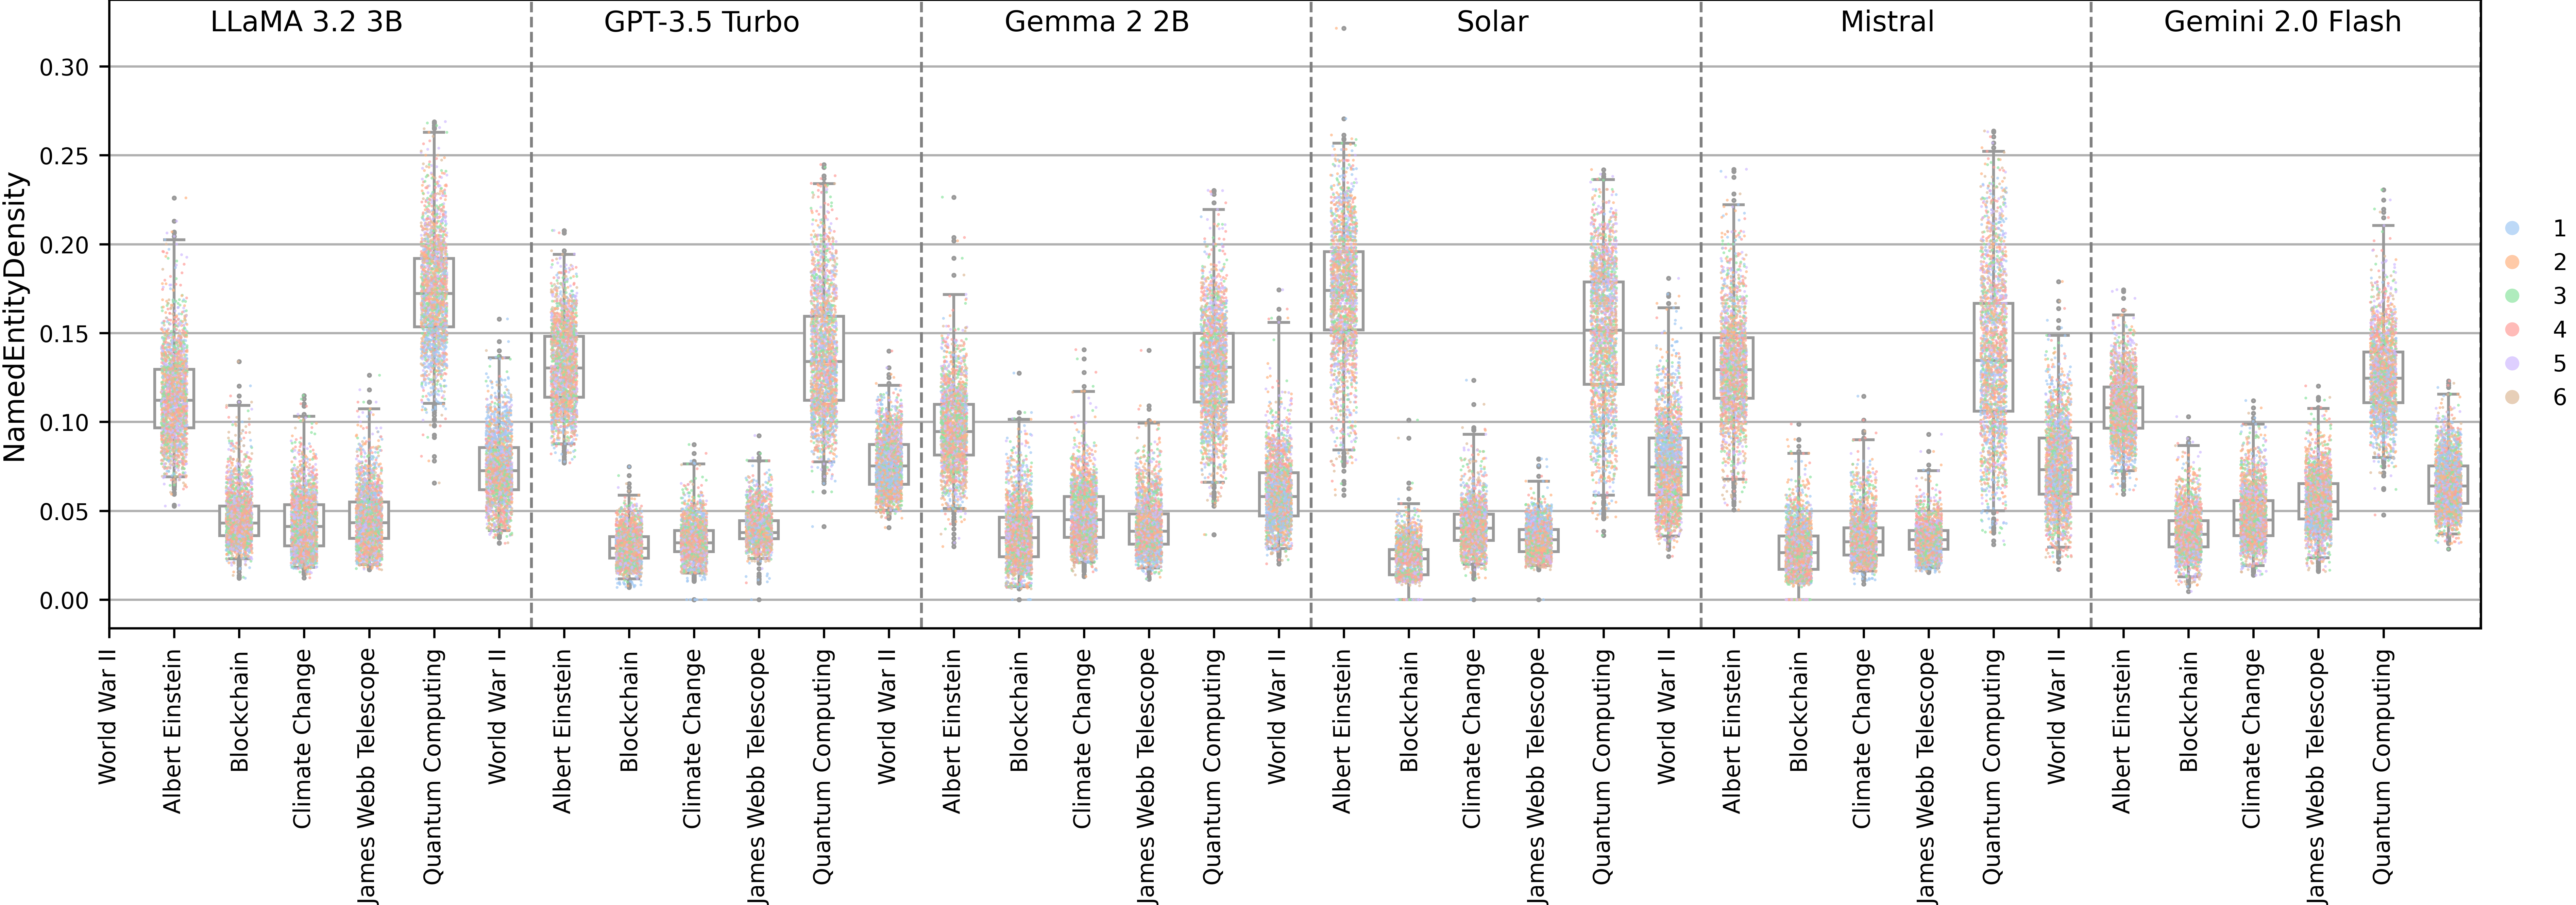 LLaMA 3.2 3B
GPT-3.5 Turbo
Gemma 2 2B
Solar
Mistral
Gemini 2.0 Flash
NamedEntityDensity
0.30
0.25
0.20
0.15
0.10
0.05
0.00
World War II
Albert Einstein
Blockchain
Climate Change
James Webb Telescope
Quantum Computing
World War II
Albert Einstein
Blockchain
Climate Change
James Webb Telescope
Quantum Computing
World War II
Albert Einstein
Blockchain
Climate Change
James Webb Telescope
Quantum Computing
World War II
Albert Einstein
Blockchain
Climate Change
James Webb Telescope
Quantum Computing
World War II
Albert Einstein
Blockchain
Climate Change
James Webb Telescope
Quantum Computing
World War II
Albert Einstein
Blockchain
Climate Change
James Webb Telescope
Quantum Computing
1
2
3
4
5
6